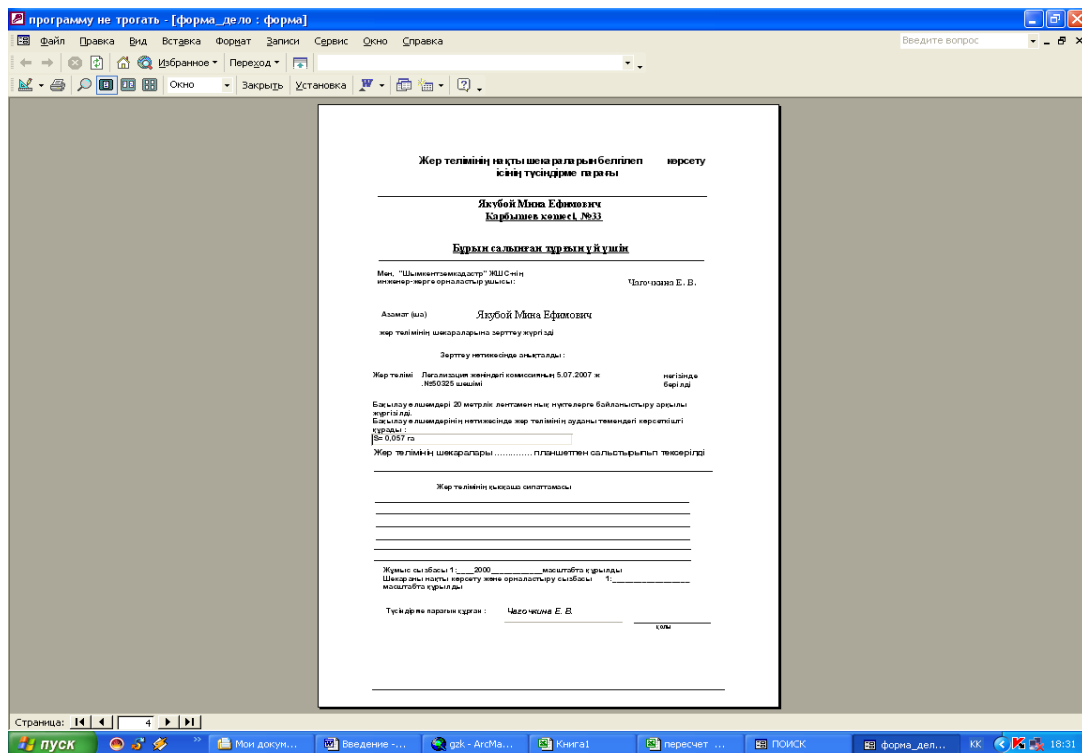 программу не трогать - [форма_дело : форма]
Файл Правка Вид Вставка Формат Записи Сервис Окно Справка Введите вопрос
Избранное Переход
Окно Закрыть Установка
Жер телімінің нақты шекараларын белгілеп көрсету
ісінің түсіндірме парағы
Якубой Мина Ефимович
Карбышев көшесі, №33
Бұрын салынған тұрғын үй үшін
Мен, "Шымкентземкадастр" ЖШС-нің
инженер-жерге орналастырушысы: Чагочкина Е. В.
Азамат (ша) Якубой Мина Ефимович
жер телімінің шекараларына зерттеу жүргізді
Зерттеу нәтижесінде анықталды :
Жер телімі Легализация жөніндегі комиссияның 5.07.2007 ж негізінде
.№50325 шешімі берілді
Бақылау өлшемдері 20 метрлік лентамен нық нүктелерге байланыстыру арқылы
жүргізілді.
Бақылау өлшемдерінің нәтижесінде жер телімінің ауданы төмендегі көрсеткішті
құрады :
S= 0,057 га
Жер телімінің шекаралары .............. планшетпен салыстырылып тексерілді
Жер телімінің қысқаша сипаттамасы
Жұмыс сызбасы 1:____2000____________масштабта құрылды
Шекараны нақты көрсету және орналастыру сызбасы 1:__________________
масштабта құрылды
Түсіндірме парағын құрған : Чагочкина Е. В.
қолы
Страница: 4
пуск Мои докум... Введение -... gzk - ArcMa... Книга1 пересчет ... ПОИСК форма_дел... KK 18:31